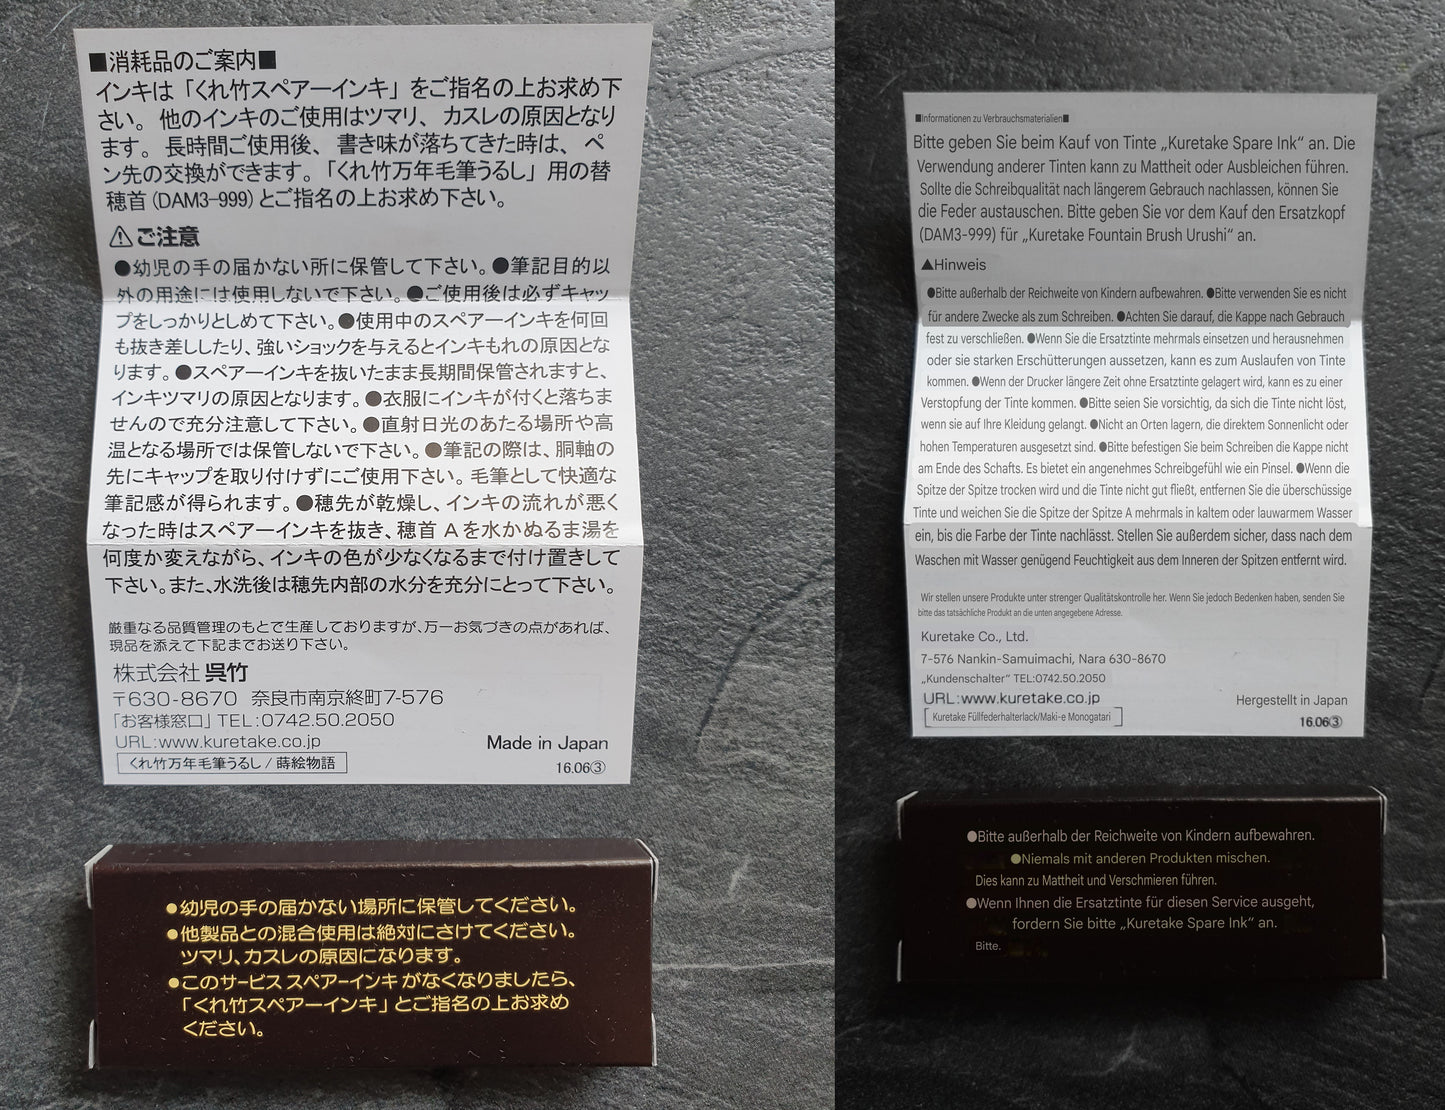 ■消耗品のご案内■
インキは「くれ竹スペアーインキ」をご指名の上お求め下
さい。他のインキのご使用はツマリ、カスレの原因となり
ます。長時間ご使用後、書き味が落ちてきた時は、ペ
ン先の交換ができます。「くれ竹万年毛筆うるし」用の替
穂首(DAM3-999)とご指名の上お求め下さい。
⚠ご注意
●幼児の手の届かない所に保管して下さい。●筆記目的以
外の用途には使用しないで下さい。●ご使用後は必ずキャッ
プをしっかりとしめて下さい。●使用中のスペアーインキを何回
も抜き差ししたり、強いショックを与えるとインキもれの原因とな
ります。●スペアーインキを抜いたまま長期間保管されますと、
インキツマリの原因となります。●衣服にインキが付くと落ちま
せんので充分注意して下さい。●直射日光のあたる場所や高
温となる場所では保管しないで下さい。●筆記の際は、胴軸の
先にキャップを取り付けずにご使用下さい。毛筆として快適な
筆記感が得られます。●穂先が乾燥し、インキの流れが悪く
なった時はスペアーインキを抜き、穂首Aを水かぬるま湯を
何度か変えながら、インキの色が少なくなるまで付け置きして
下さい。また、水洗後は穂先内部の水分を充分にとって下さい。
厳重なる品質管理のもとで生産しておりますが、万一お気づきの点があれば、
現品を添えて下記までお送り下さい。
株式会社 呉竹
〒630-8670 奈良市南京終町7-576
「お客様窓口」TEL:0742.50.2050
URL:www.kuretake.co.jp
Made in Japan
くれ竹万年毛筆うるし / 蒔絵物語
16.06③
●幼児の手の届かない場所に保管してください。
●他製品との混合使用は絶対にさけてください。
ツマリ、カスレの原因になります。
●このサービススペアーインキがなくなりましたら、
「くれ竹スペアーインキ」とご指名の上お求め
ください。
■Informationen zu Verbrauchsmaterialien■
Bitte geben Sie beim Kauf von Tinte „Kuretake Spare Ink“ an. Die
Verwendung anderer Tinten kann zu Mattheit oder Ausbleichen führen.
Sollte die Schreibqualität nach längerem Gebrauch nachlassen, können Sie
die Feder austauschen. Bitte geben Sie vor dem Kauf den Ersatzkopf
(DAM3-999) für „Kuretake Fountain Brush Urushi“ an.
▲Hinweis
●Bitte außerhalb der Reichweite von Kindern aufbewahren. ●Bitte verwenden Sie es nicht
für andere Zwecke als zum Schreiben. ●Achten Sie darauf, die Kappe nach Gebrauch
fest zu verschließen. ●Wenn Sie die Ersatztinte mehrmals einsetzen und herausnehmen
oder sie starken Erschütterungen aussetzen, kann es zum Auslaufen von Tinte
kommen. ●Wenn der Drucker längere Zeit ohne Ersatztinte gelagert wird, kann es zu einer
Verstopfung der Tinte kommen. ●Bitte seien Sie vorsichtig, da sich die Tinte nicht löst,
wenn sie auf Ihre Kleidung gelangt. ●Nicht an Orten lagern, die direktem Sonnenlicht oder
hohen Temperaturen ausgesetzt sind. ●Bitte befestigen Sie beim Schreiben die Kappe nicht
am Ende des Schafts. Es bietet ein angenehmes Schreibgefühl wie ein Pinsel. ●Wenn die
Spitze der Spitze trocken wird und die Tinte nicht gut fließt, entfernen Sie die überschüssige
Tinte und weichen Sie die Spitze der Spitze A mehrmals in kaltem oder lauwarmem Wasser
ein, bis die Farbe der Tinte nachlässt. Stellen Sie außerdem sicher, dass nach dem
Waschen mit Wasser genügend Feuchtigkeit aus dem Inneren der Spitzen entfernt wird.
Wir stellen unsere Produkte unter strenger Qualitätskontrolle her. Wenn Sie jedoch Bedenken haben, senden Sie
bitte das tatsächliche Produkt an die unten angegebene Adresse.
Kuretake Co., Ltd.
7-576 Nankin-Samuimachi, Nara 630-8670
„Kundenschalter“ TEL:0742.50.2050
URL:www.kuretake.co.jp
Hergestellt in Japan
Kuretake Füllfederhalterlack/Maki-e Monogatari
16.06③
●Bitte außerhalb der Reichweite von Kindern aufbewahren.
●Niemals mit anderen Produkten mischen.
Dies kann zu Mattheit und Verschmieren führen.
●Wenn Ihnen die Ersatztinte für diesen Service ausgeht,
fordern Sie bitte „Kuretake Spare Ink“ an.
Bitte.